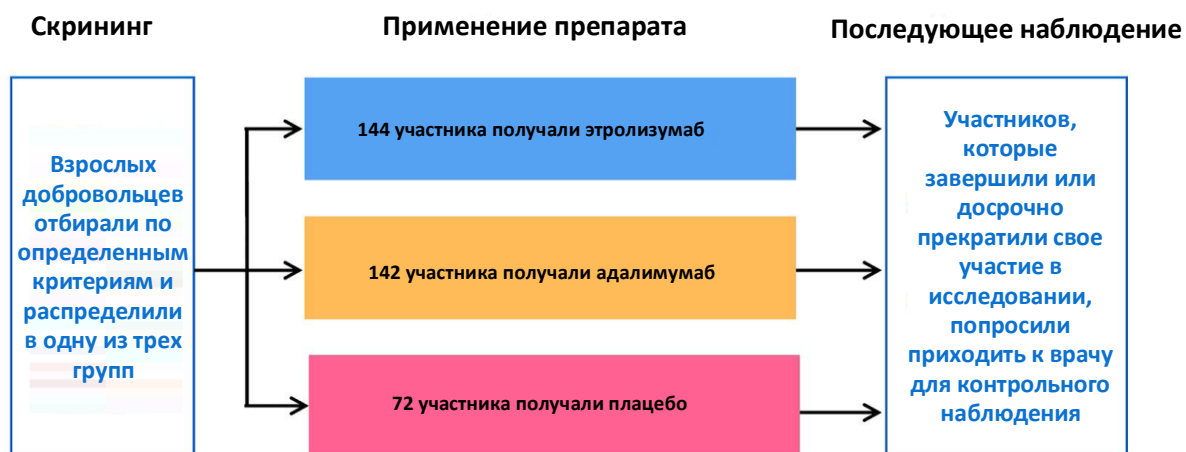 Скрининг
Применение препарата
Последующее наблюдение
Взрослых
добровольцев
отбирали по
определенным
критериям и
распределили
в одну из трех
групп
144 участника получали этролизумаб
142 участника получали адалимумаб
72 участника получали плацебо
Участников,
которые
завершили или
досрочно
прекратили свое
участие в
исследовании,
попросили
приходить к врачу
для контрольного
наблюдения